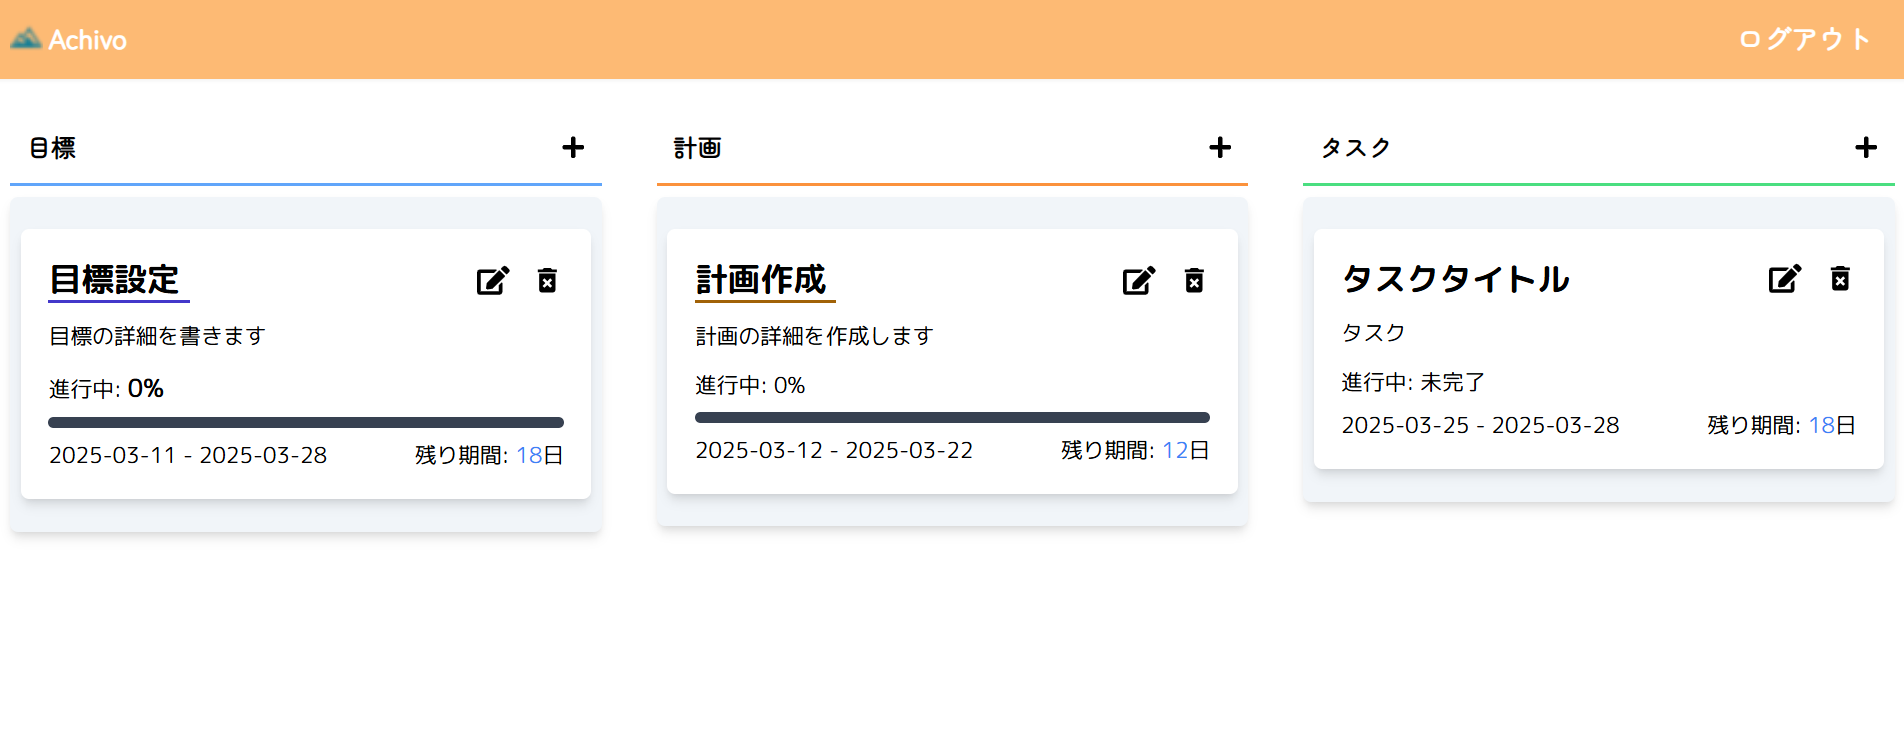 Achivo
ログアウト
目標
目標設定
目標の詳細を書きます
進行中: 0%
2025-03-11 - 2025-03-28 残り期間: 18日
計画
計画作成
計画の詳細を作成します
進行中: 0%
2025-03-12 - 2025-03-22 残り期間: 12日
タスク
タスクタイトル
タスク
進行中: 未完了
2025-03-25 - 2025-03-28 残り期間: 18日